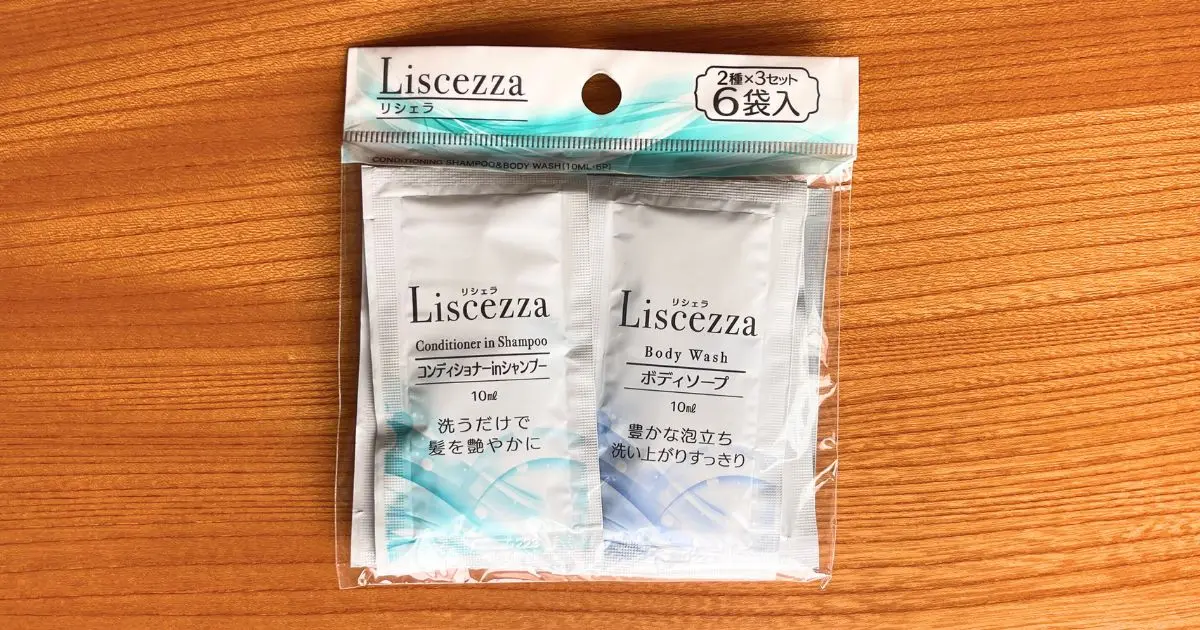 Liscezza
リシェラ
2種×3セット
6袋入
CONDITIONING SHAMPOO&BODY WASH(10ML×6P)
リシェラ
Liscezza
Conditioner in Shampoo
コンディショナーinシャンプー
10㎖
洗うだけで
髪を艶やかに
リシェラ
Liscezza
Body Wash
ボディソープ
10㎖
豊かな泡立ち
洗い上がりすっきり